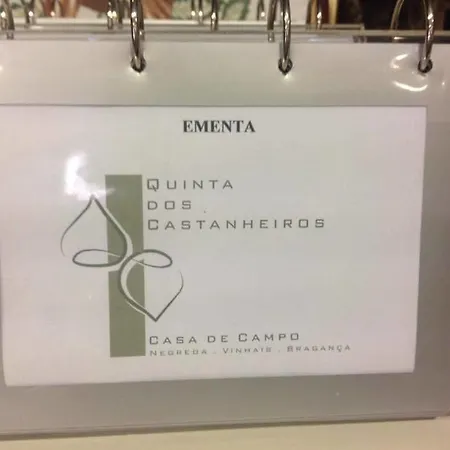 EMENTA
QUINTA
DOS
CASTANHEIROS
CASA DE CAMPO
NEGREDA . VINHAIS . BRAGANÇA